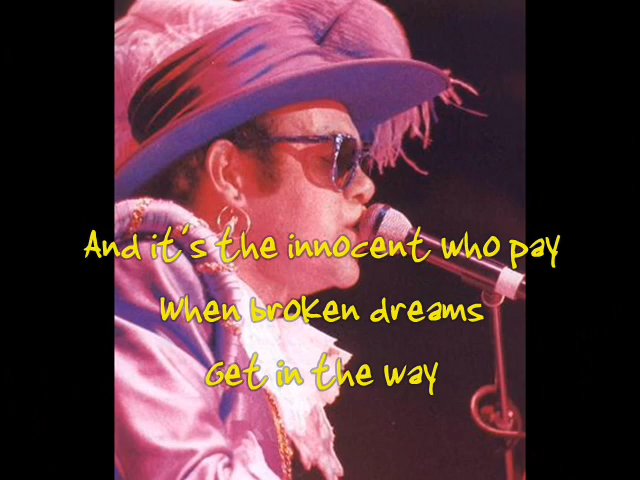 And it's the innocent who pay
When broken dreams
Get in the way